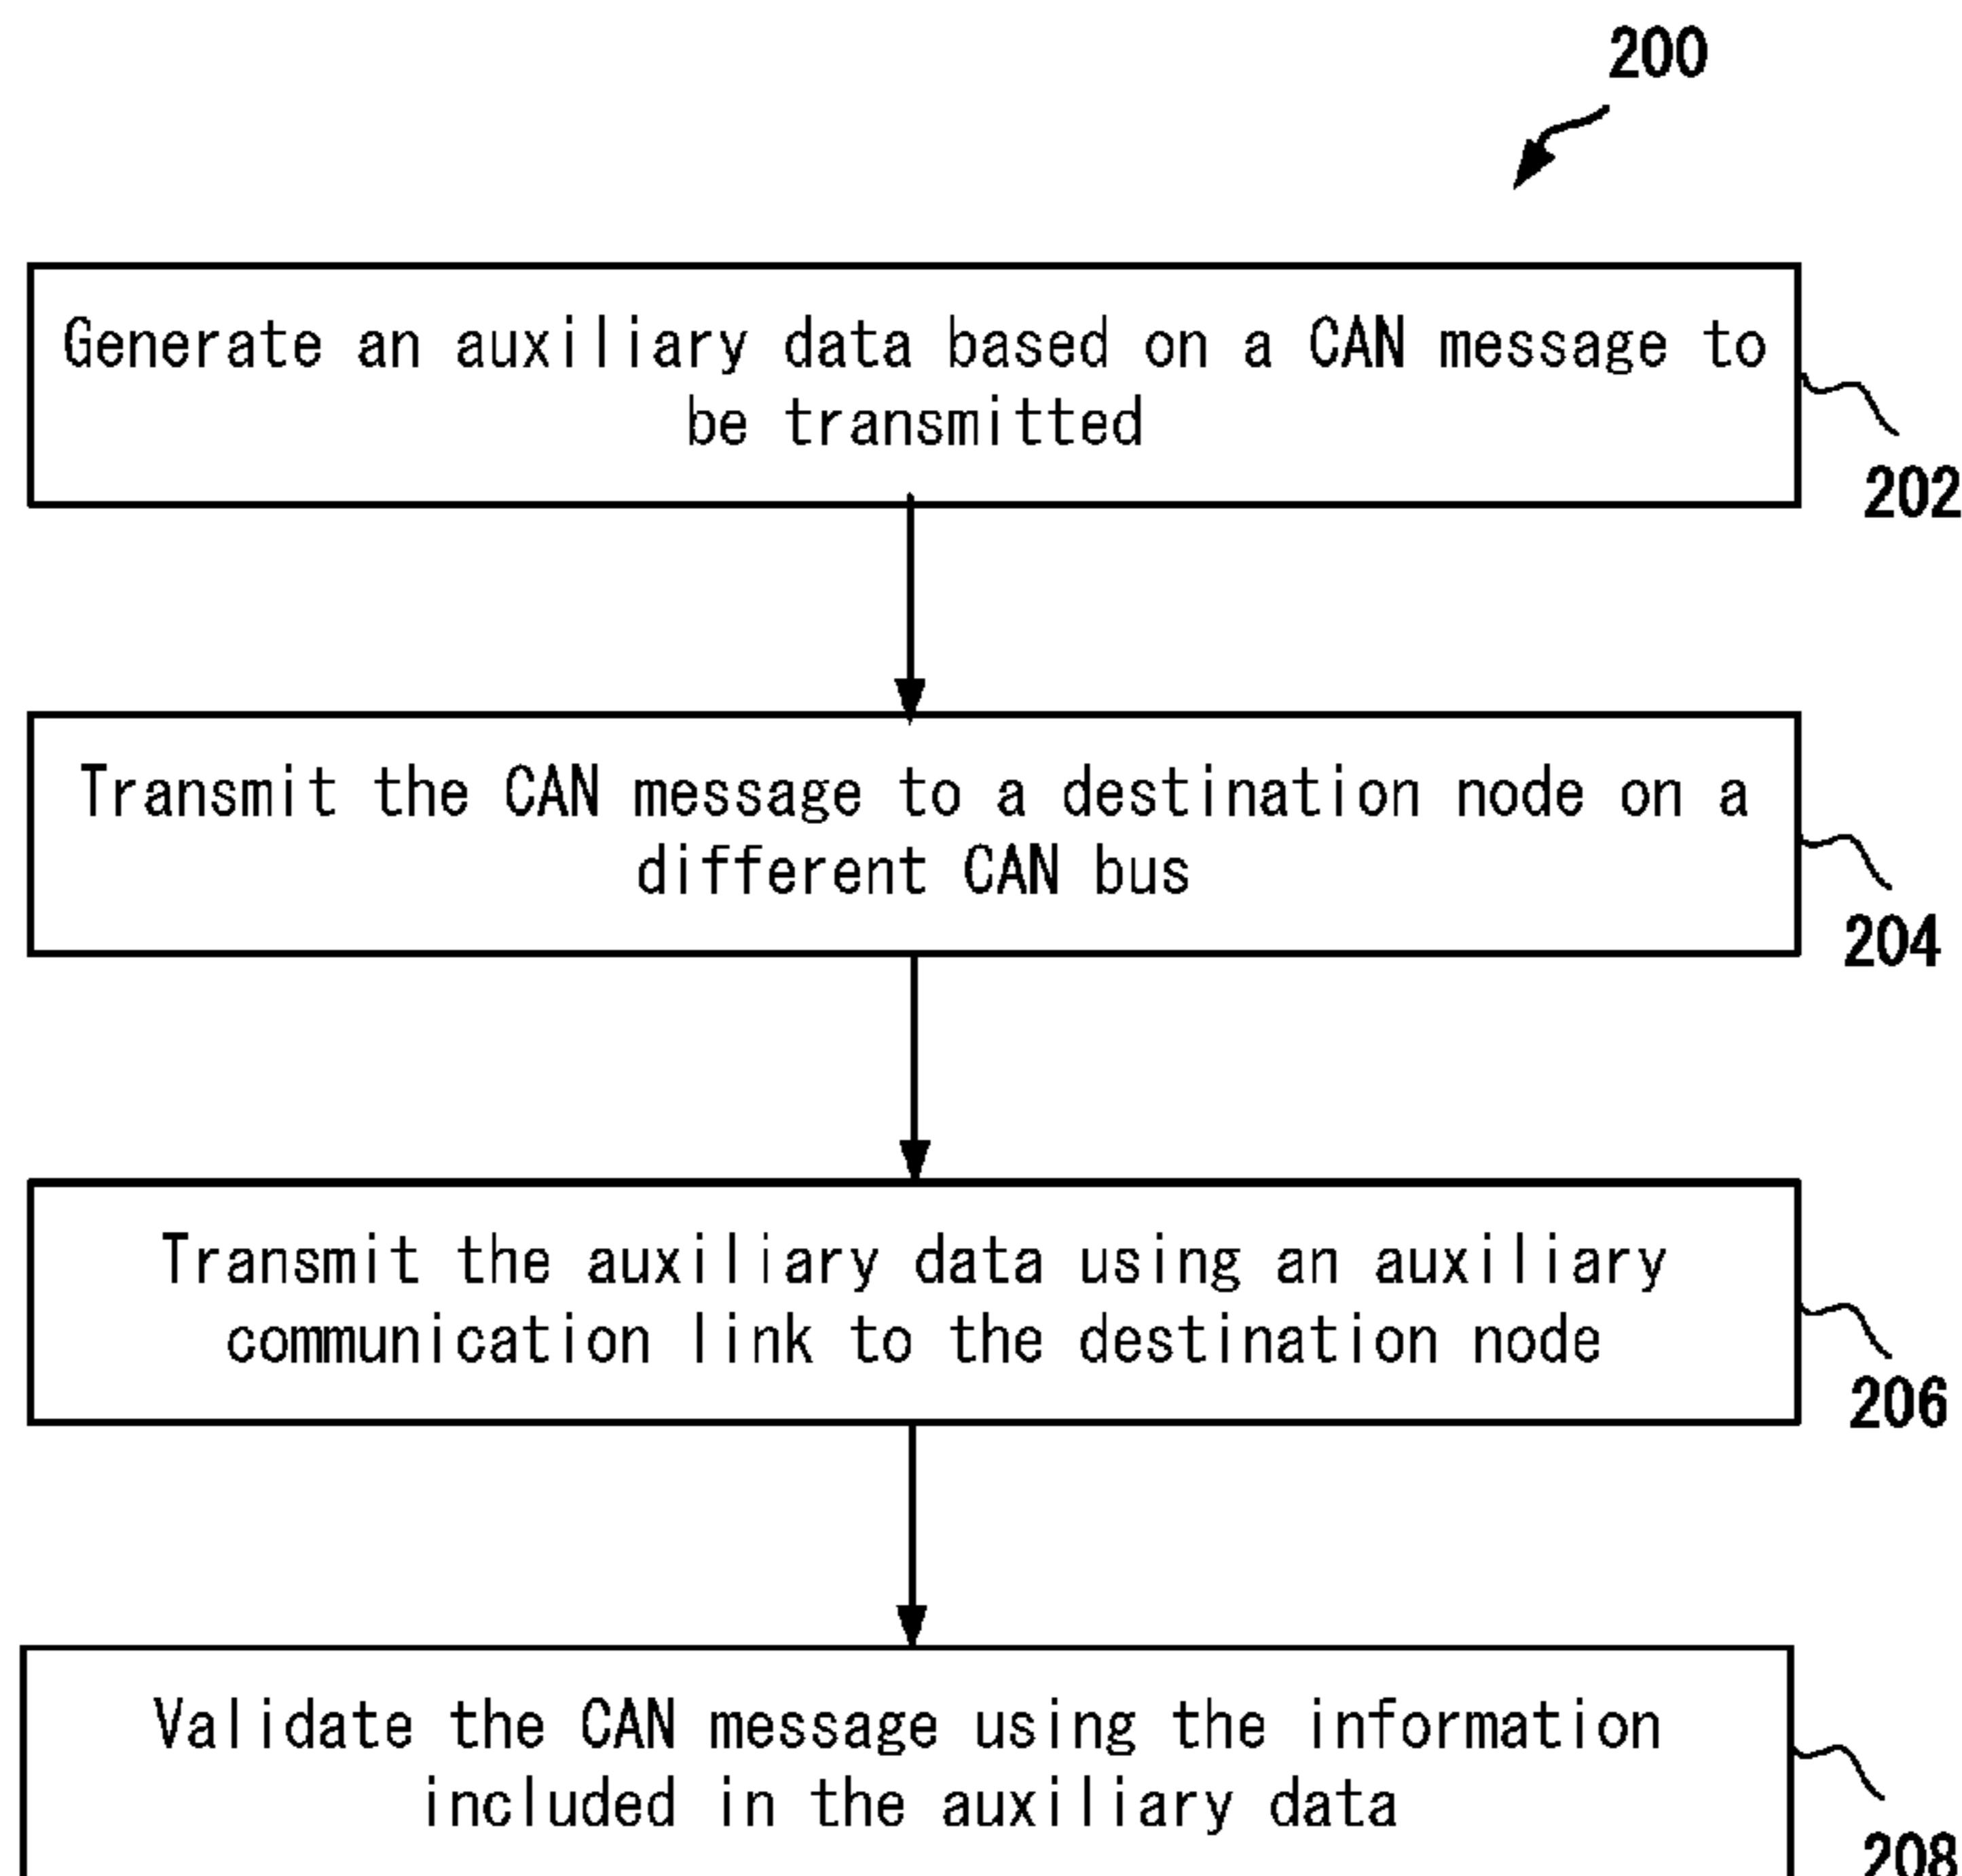 200
Generate an auxiliary data based on a CAN message to
be transmitted
202
Transmit the CAN message to a destination node on a
different CAN bus
204
Transmit the auxiliary data using an auxiliary
communication link to the destination node
206
Validate the CAN message using the information
included in the auxiliary data
208